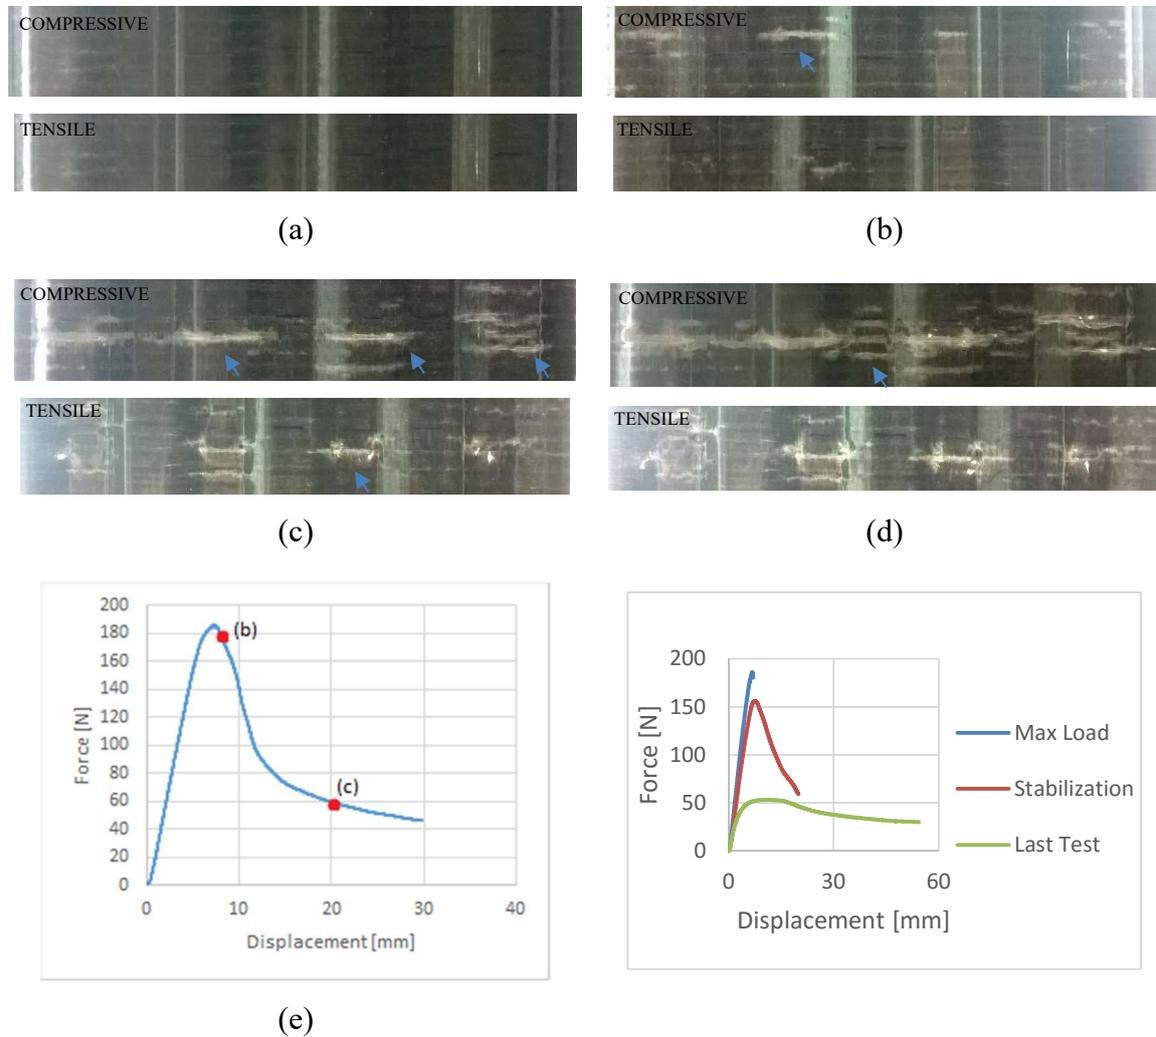 COMPRESSIVE
TENSILE
(a)
COMPRESSIVE
TENSILE
(b)
COMPRESSIVE
TENSILE
(c)
COMPRESSIVE
TENSILE
(d)
200
180
160
140
120
100
80
60
40
20
0
Force [N]
(b)
(c)
0 10 20 30 40
Displacement [mm]
(e)
200
150
100
50
0
Force [N]
0 30 60
Displacement [mm]
Max Load
Stabilization
Last Test